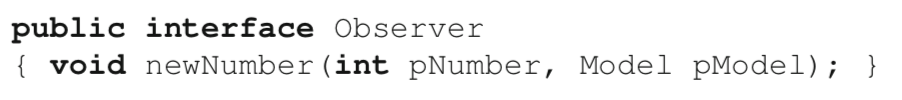 public interface Observer
{ void newNumber(int pNumber, Model pModel); }